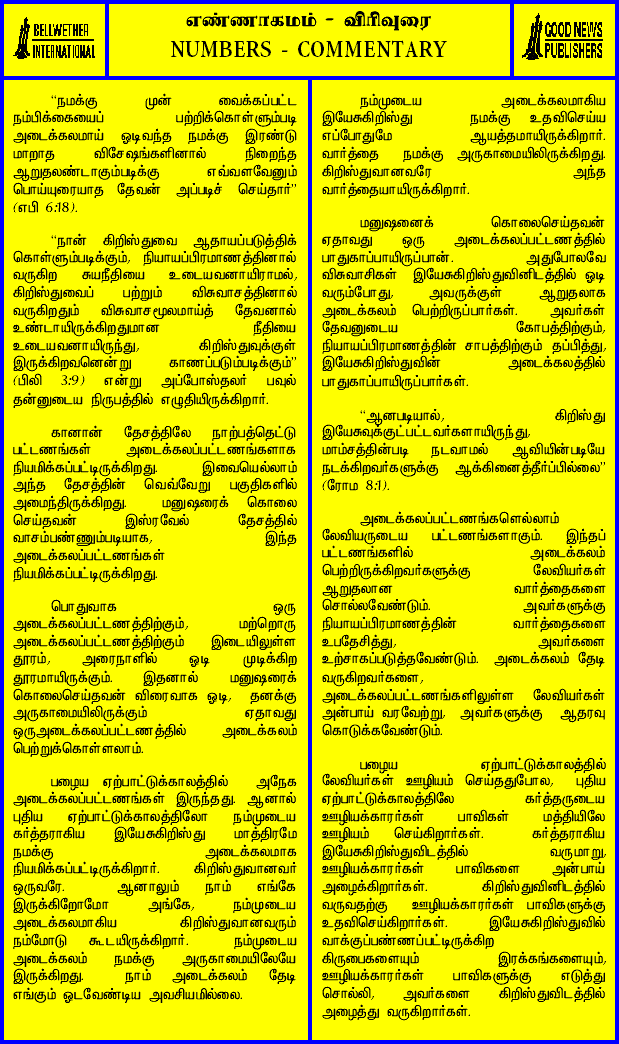 BELLWETHER
INTERNATIONAL
எண்ணாகமம் - விரிவுரை
NUMBERS - COMMENTARY
GOOD NEWS
PUBLISHERS
“நமக்கு முன் வைக்கப்பட்ட
நம்பிக்கையைப் பற்றிக்கொள்ளும்படி
அடைக்கலமாய் ஓடிவந்த நமக்கு இரண்டு
மாறாத விசேஷங்களினால் நிறைந்த
ஆறுதலுண்டாகும்படிக்கு எவ்வளவேனும்
பொய்யுரையாத தேவன் அப்படிச் செய்தார்”
(எபி 6:18).
“நான் கிறிஸ்துவை ஆதாயப்படுத்திக்
கொள்ளும்படிக்கும், நியாயப்பிரமாணத்தினால்
வருகிற சுயநீதியை உடையவனாயிராமல்,
கிறிஸ்துவைப் பற்றும் விசுவாசத்தினால்
வருகிறதும் விசுவாசமூலமாய்த் தேவனால்
உண்டாயிருக்கிறதுமான நீதியை
உடையவனாயிருந்து, கிறிஸ்துவுக்குள்
இருக்கிறவனென்று காணப்படும்படிக்கும்”
(பிலி 3:9) என்று அப்போஸ்தலர் பவுல்
தன்னுடைய நிருபத்தில் எழுதியிருக்கிறார்.
கானான் தேசத்திலே நாற்பத்தெட்டு
பட்டணங்கள் அடைக்கலப்பட்டணங்களாக
நியமிக்கப்பட்டிருக்கிறது. இவையெல்லாம்
அந்த தேசத்தின் வெவ்வேறு பகுதிகளில்
அமைந்திருக்கிறது. மனுஷரைக் கொலை
செய்தவன் இஸ்ரவேல் தேசத்தில்
வாசம்பண்ணும்படியாக, இந்த
அடைக்கலப்பட்டணங்கள்
நியமிக்கப்பட்டிருக்கிறது.
பொதுவாக ஒரு
அடைக்கலப்பட்டணத்திற்கும், மற்றொரு
அடைக்கலப்பட்டணத்திற்கும் இடையிலுள்ள
தூரம், அரைநாளில் ஓடி முடிக்கிற
தூரமாயிருக்கும். இதனால் மனுஷரைக்
கொலைசெய்தவன் விரைவாக ஓடி, தனக்கு
அருகாமையிலிருக்கும் ஏதாவது
ஒருஅடைக்கலப்பட்டணத்தில் அடைக்கலம்
பெற்றுக்கொள்ளலாம்.
பழைய ஏற்பாட்டுக்காலத்தில் அநேக
அடைக்கலப்பட்டணங்கள் இருந்தது. ஆனால்
புதிய ஏற்பாட்டுக்காலத்திலோ நம்முடைய
கர்த்தராகிய இயேசுகிறிஸ்து மாத்திரமே
நமக்கு அடைக்கலமாக
நியமிக்கப்பட்டிருக்கிறார். கிறிஸ்துவானவர்
ஒருவரே. ஆனாலும் நாம் எங்கே
இருக்கிறோமோ அங்கே, நம்முடைய
அடைக்கலமாகிய கிறிஸ்துவானவரும்
நம்மோடு கூடயிருக்கிறார். நம்முடைய
அடைக்கலம் நமக்கு அருகாமையிலேயே
இருக்கிறது. நாம் அடைக்கலம் தேடி
எங்கும் ஓடவேண்டிய அவசியமில்லை.
நம்முடைய அடைக்கலமாகிய
இயேசுகிறிஸ்து நமக்கு உதவிசெய்ய
எப்போதுமே ஆயத்தமாயிருக்கிறார்.
வார்த்தை நமக்கு அருகாமையிலிருக்கிறது.
கிறிஸ்துவானவரே அந்த
வார்த்தையாயிருக்கிறார்.
மனுஷனைக் கொலைசெய்தவன்
ஏதாவது ஒரு அடைக்கலப்பட்டணத்தில்
பாதுகாப்பாயிருப்பான். அதுபோலவே
விசுவாசிகள் இயேசுகிறிஸ்துவினிடத்தில் ஓடி
வரும்போது, அவருக்குள் ஆறுதலாக
அடைக்கலம் பெற்றிருப்பார்கள். அவர்கள்
தேவனுடைய கோபத்திற்கும்,
நியாயப்பிரமாணத்தின் சாபத்திற்கும் தப்பித்து,
இயேசுகிறிஸ்துவின் அடைக்கலத்தில்
பாதுகாப்பாயிருப்பார்கள்.
“ஆனபடியால், கிறிஸ்து
இயேசுவுக்குட்பட்டவர்களாயிருந்து,
மாம்சத்தின்படி நடவாமல் ஆவியின்படியே
நடக்கிறவர்களுக்கு ஆக்கினைத்தீர்ப்பில்லை”
(ரோம 8:1).
அடைக்கலப்பட்டணங்களெல்லாம்
லேவியருடைய பட்டணங்களாகும். இந்தப்
பட்டணங்களில் அடைக்கலம்
பெற்றிருக்கிறவர்களுக்கு லேவியர்கள்
ஆறுதலான வார்த்தைகளை
சொல்லவேண்டும். அவர்களுக்கு
நியாயப்பிரமாணத்தின் வார்த்தைகளை
உபதேசித்து, அவர்களை
உற்சாகப்படுத்தவேண்டும். அடைக்கலம் தேடி
வருகிறவர்களை,
அடைக்கலப்பட்டணங்களிலுள்ள லேவியர்கள்
அன்பாய் வரவேற்று, அவர்களுக்கு ஆதரவு
கொடுக்கவேண்டும்.
பழைய ஏற்பாட்டுக்காலத்தில்
லேவியர்கள் ஊழியம் செய்ததுபோல, புதிய
ஏற்பாட்டுக்காலத்திலே கர்த்தருடைய
ஊழியக்காரர்கள் பாவிகள் மத்தியிலே
ஊழியம் செய்கிறார்கள். கர்த்தராகிய
இயேசுகிறிஸ்துவிடத்தில் வருமாறு,
ஊழியக்காரர்கள் பாவிகளை அன்பாய்
அழைக்கிறார்கள். கிறிஸ்துவினிடத்தில்
வருவதற்கு ஊழியக்காரர்கள் பாவிகளுக்கு
உதவிசெய்கிறார்கள். இயேசுகிறிஸ்துவில்
வாக்குப்பண்ணப்பட்டிருக்கிற
கிருபைகளையும் இரக்கங்களையும்,
ஊழியக்காரர்கள் பாவிகளுக்கு எடுத்து
சொல்லி, அவர்களை கிறிஸ்துவிடத்தில்
அழைத்து வருகிறார்கள்.